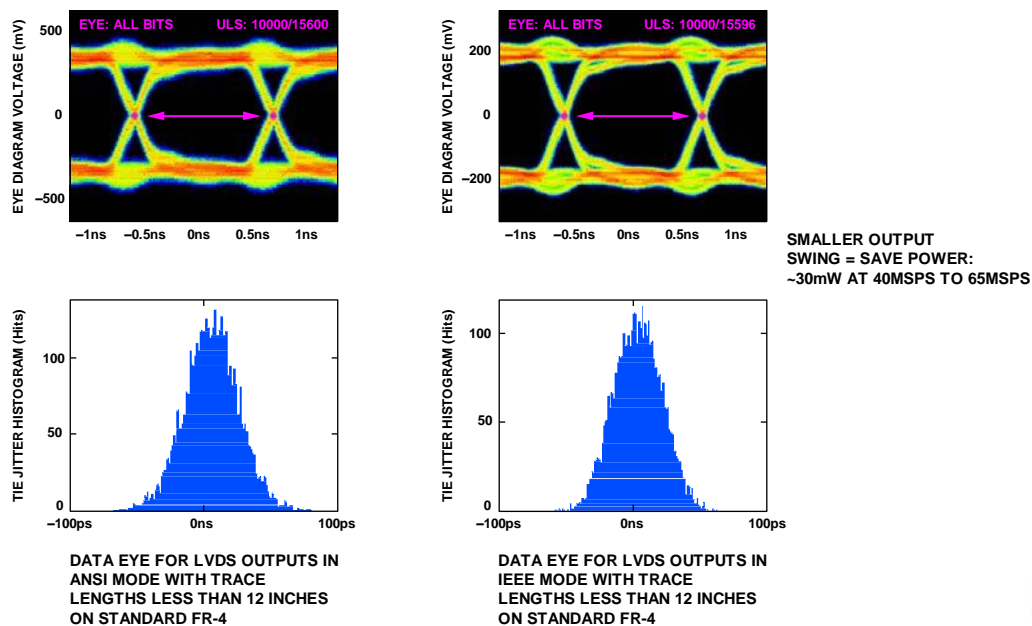 EYE DIAGRAM VOLTAGE (mV)
500
0
–500
EYE: ALL BITS
ULS: 10000/15600
–1ns
–0.5ns
0ns
0.5ns
1ns
EYE DIAGRAM VOLTAGE (mV)
200
0
–200
EYE: ALL BITS
ULS: 10000/15596
–1ns
–0.5ns
0ns
0.5ns
1ns
SMALLER OUTPUT
SWING = SAVE POWER:
~30mW AT 40MSPS TO 65MSPS
TIE JITTER HISTOGRAM (Hits)
100
50
0
–100ps
0ns
100ps
TIE JITTER HISTOGRAM (Hits)
100
50
0
–100ps
0ns
100ps
DATA EYE FOR LVDS OUTPUTS IN
ANSI MODE WITH TRACE
LENGTHS LESS THAN 12 INCHES
ON STANDARD FR-4
DATA EYE FOR LVDS OUTPUTS IN
IEEE MODE WITH TRACE
LENGTHS LESS THAN 12 INCHES
ON STANDARD FR-4